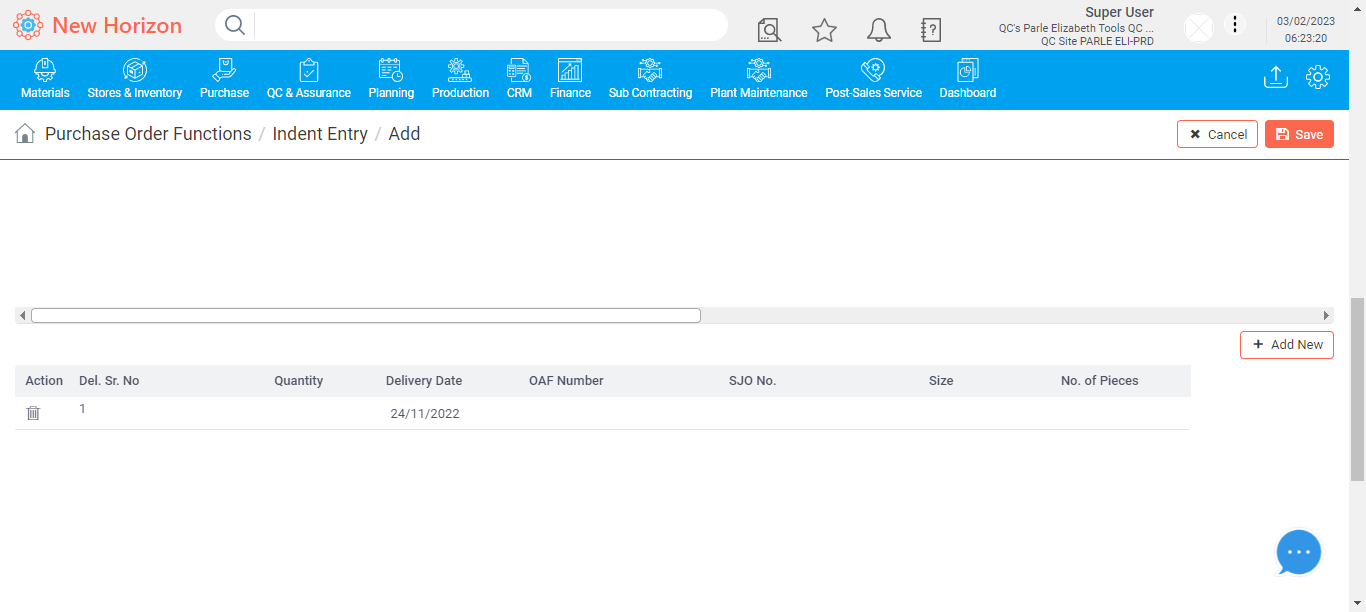 New Horizon
Super User
QC's Parle Elizabeth Tools QC ...
QC Site PARLE ELI-PRD
03/02/2023
06:23:20
Materials
Stores & Inventory
Purchase
QC & Assurance
Planning
Production
CRM
Finance
Sub Contracting
Plant Maintenance
Post-Sales Service
Dashboard
Purchase Order Functions / Indent Entry / Add
Cancel
Save
Add New
Action Del. Sr. No Quantity Delivery Date OAF Number SJO No. Size No. of Pieces
1 24/11/2022